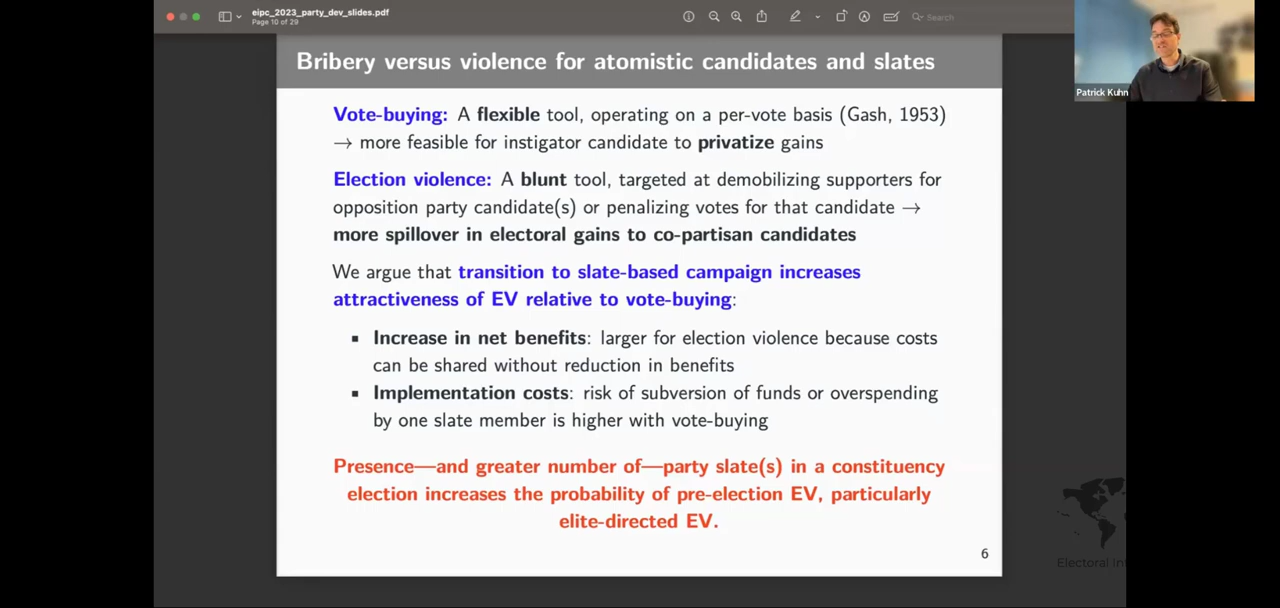 eipc_2023_party_dev_slides.pdf
Page 10 of 29
Search
Patrick Kuhn
Bribery versus violence for atomistic candidates and slates
Vote-buying: A flexible tool, operating on a per-vote basis (Gash, 1953)
→ more feasible for instigator candidate to privatize gains
Election violence: A blunt tool, targeted at demobilizing supporters for
opposition party candidate(s) or penalizing votes for that candidate →
more spillover in electoral gains to co-partisan candidates
We argue that transition to slate-based campaign increases
attractiveness of EV relative to vote-buying:
▪ Increase in net benefits: larger for election violence because costs
can be shared without reduction in benefits
▪ Implementation costs: risk of subversion of funds or overspending
by one slate member is higher with vote-buying
Presence—and greater number of—party slate(s) in a constituency
election increases the probability of pre-election EV, particularly
elite-directed EV.
6
Electoral